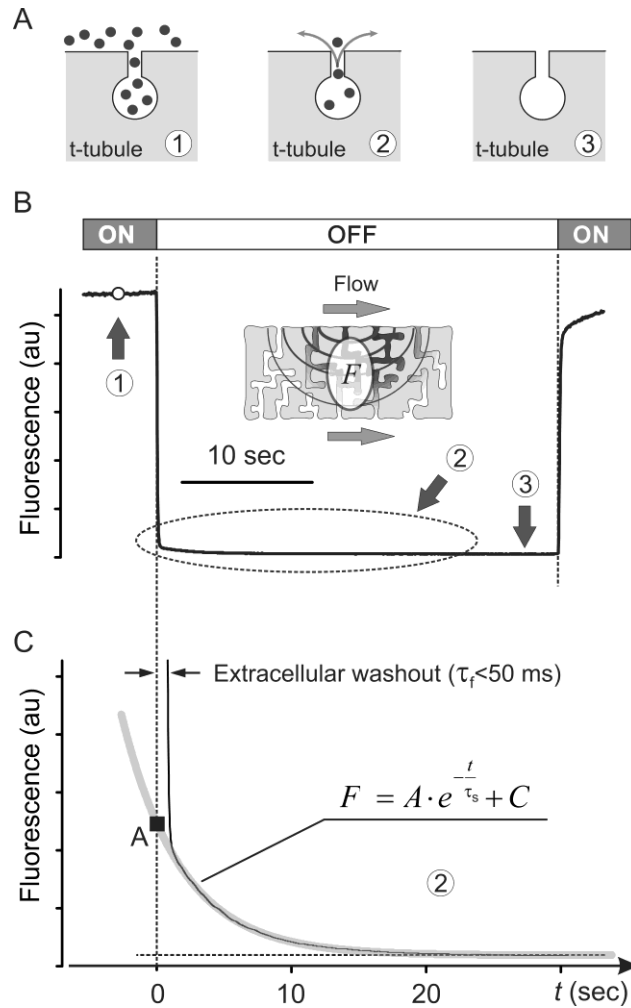 A
t-tubule ①
t-tubule ②
t-tubule ③
B
ON OFF ON
Fluorescence (au)
Flow
F
①
10 sec
②
③
C
Fluorescence (au)
Extracellular washout (τf<50 ms)
F = A·e^(-t/τs) + C
A
②
0 10 20 t (sec)